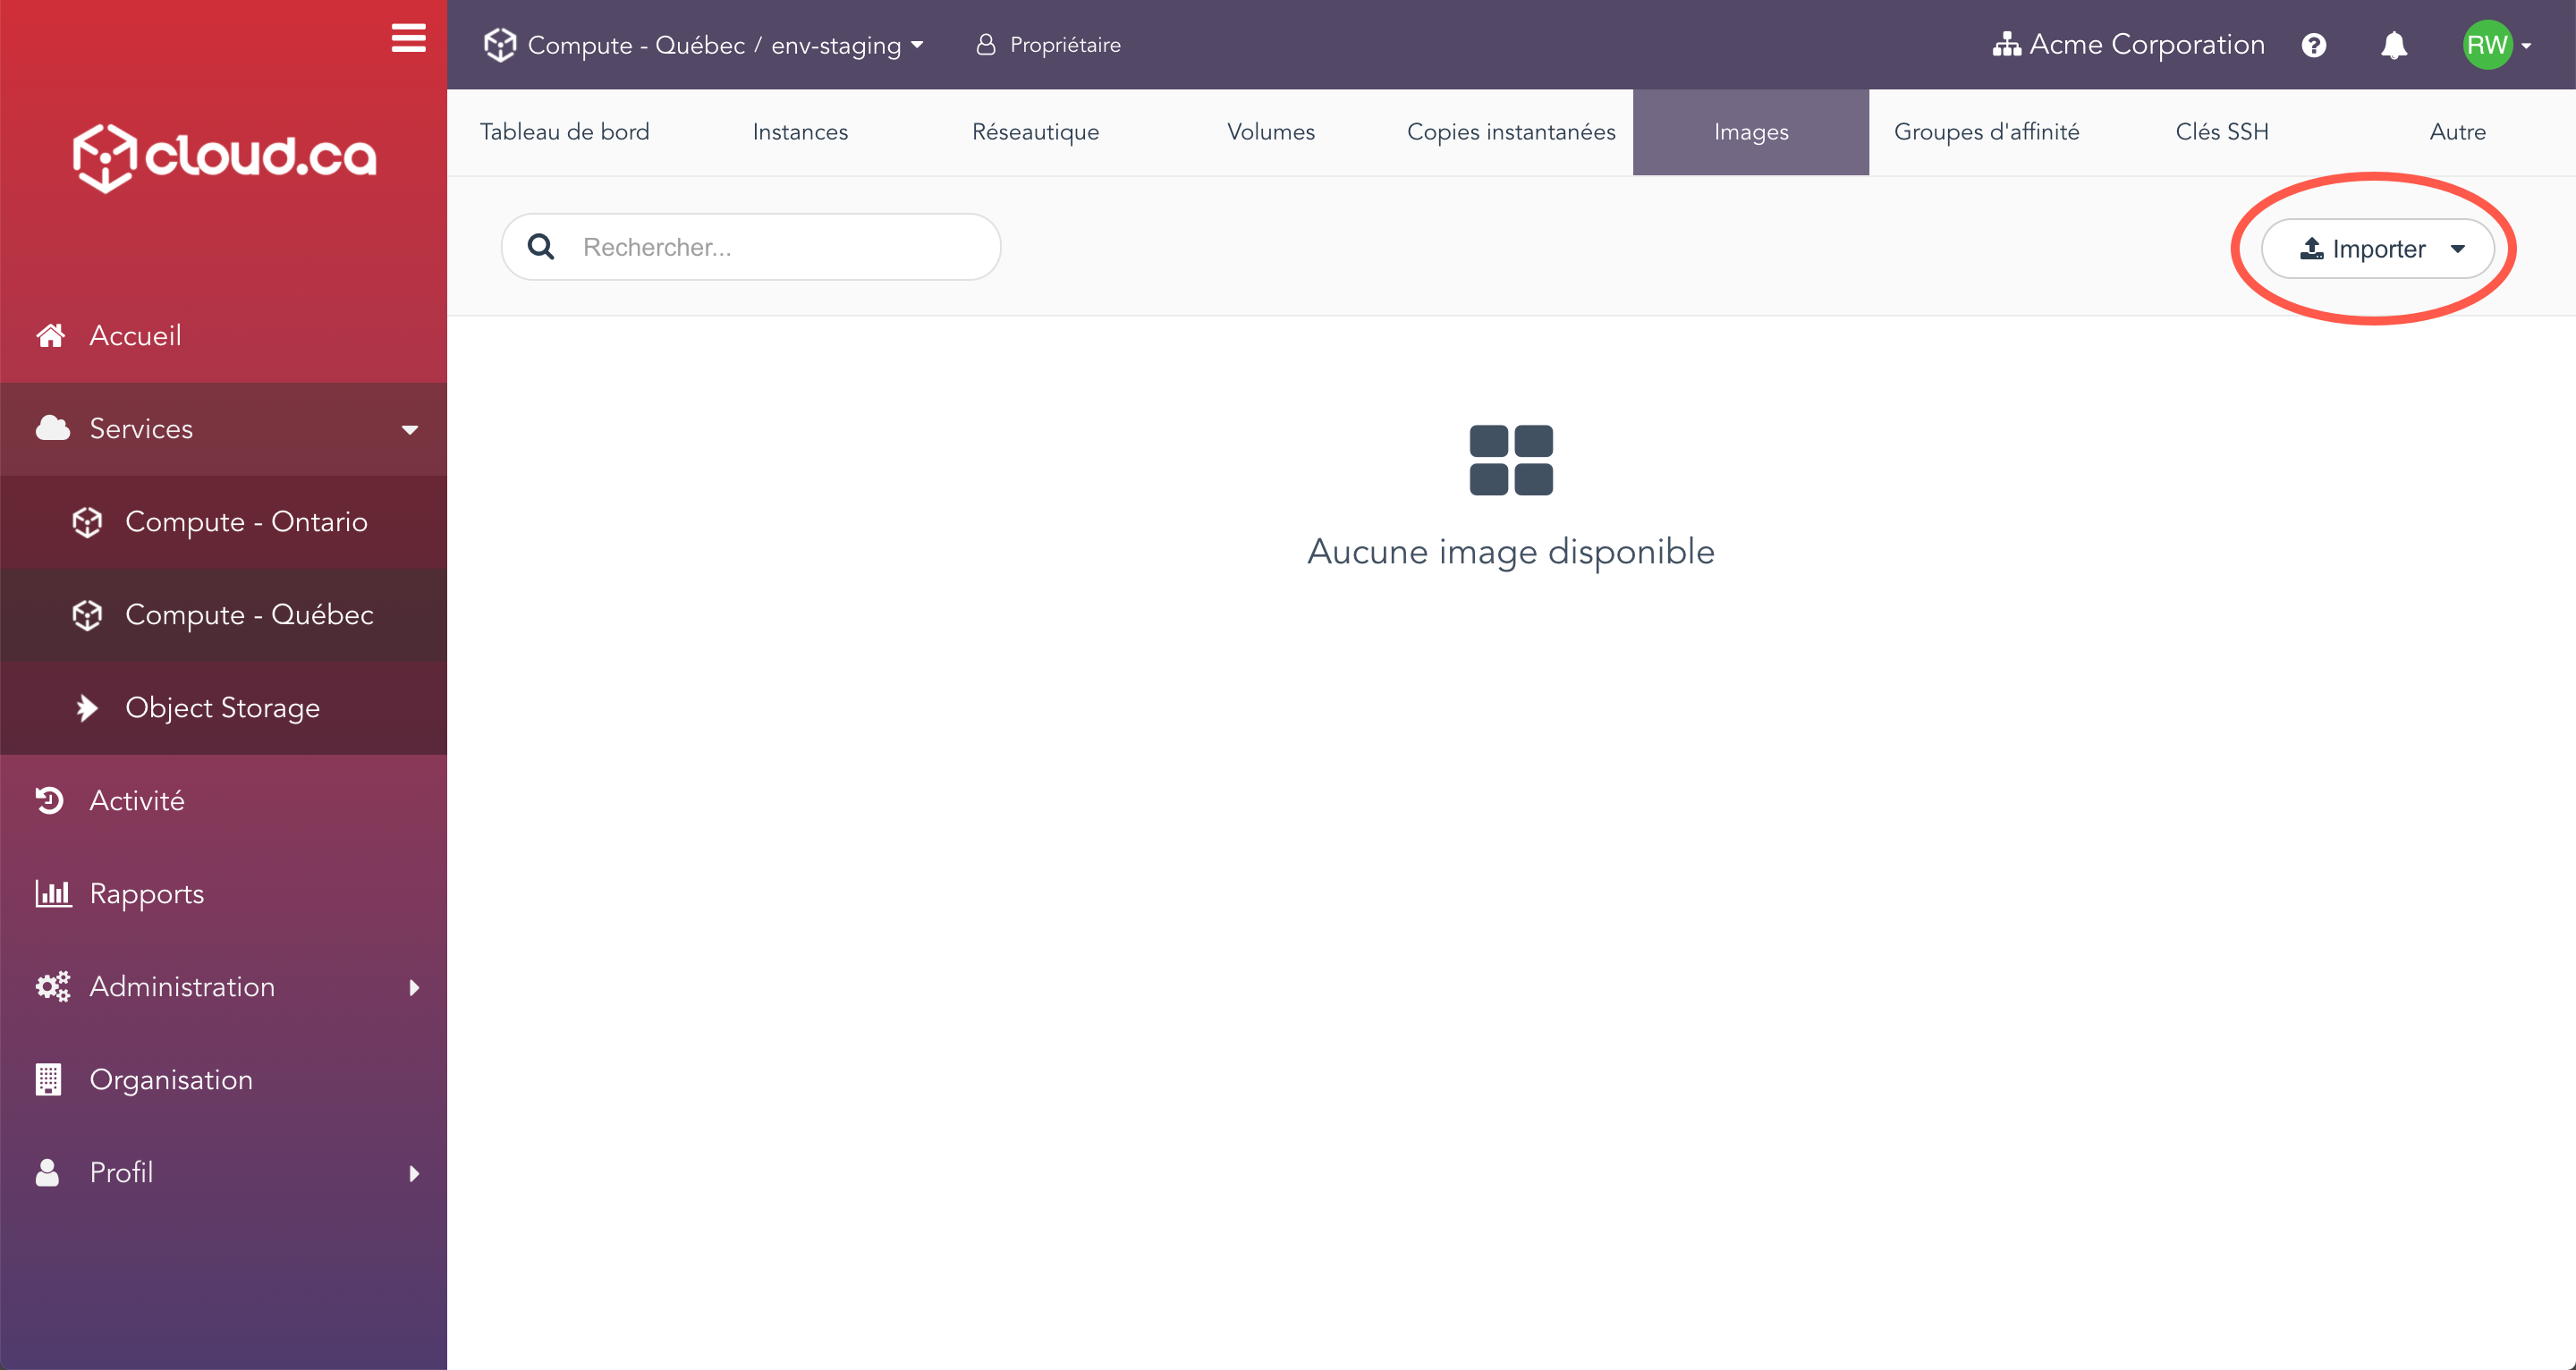 Compute - Québec / env-staging
Propriétaire
Acme Corporation
RW
cloud.ca
Tableau de bord
Instances
Réseautique
Volumes
Copies instantanées
Images
Groupes d'affinité
Clés SSH
Autre
Rechercher...
Importer
Accueil
Services
Compute - Ontario
Compute - Québec
Object Storage
Activité
Rapports
Administration
Organisation
Profil
Aucune image disponible